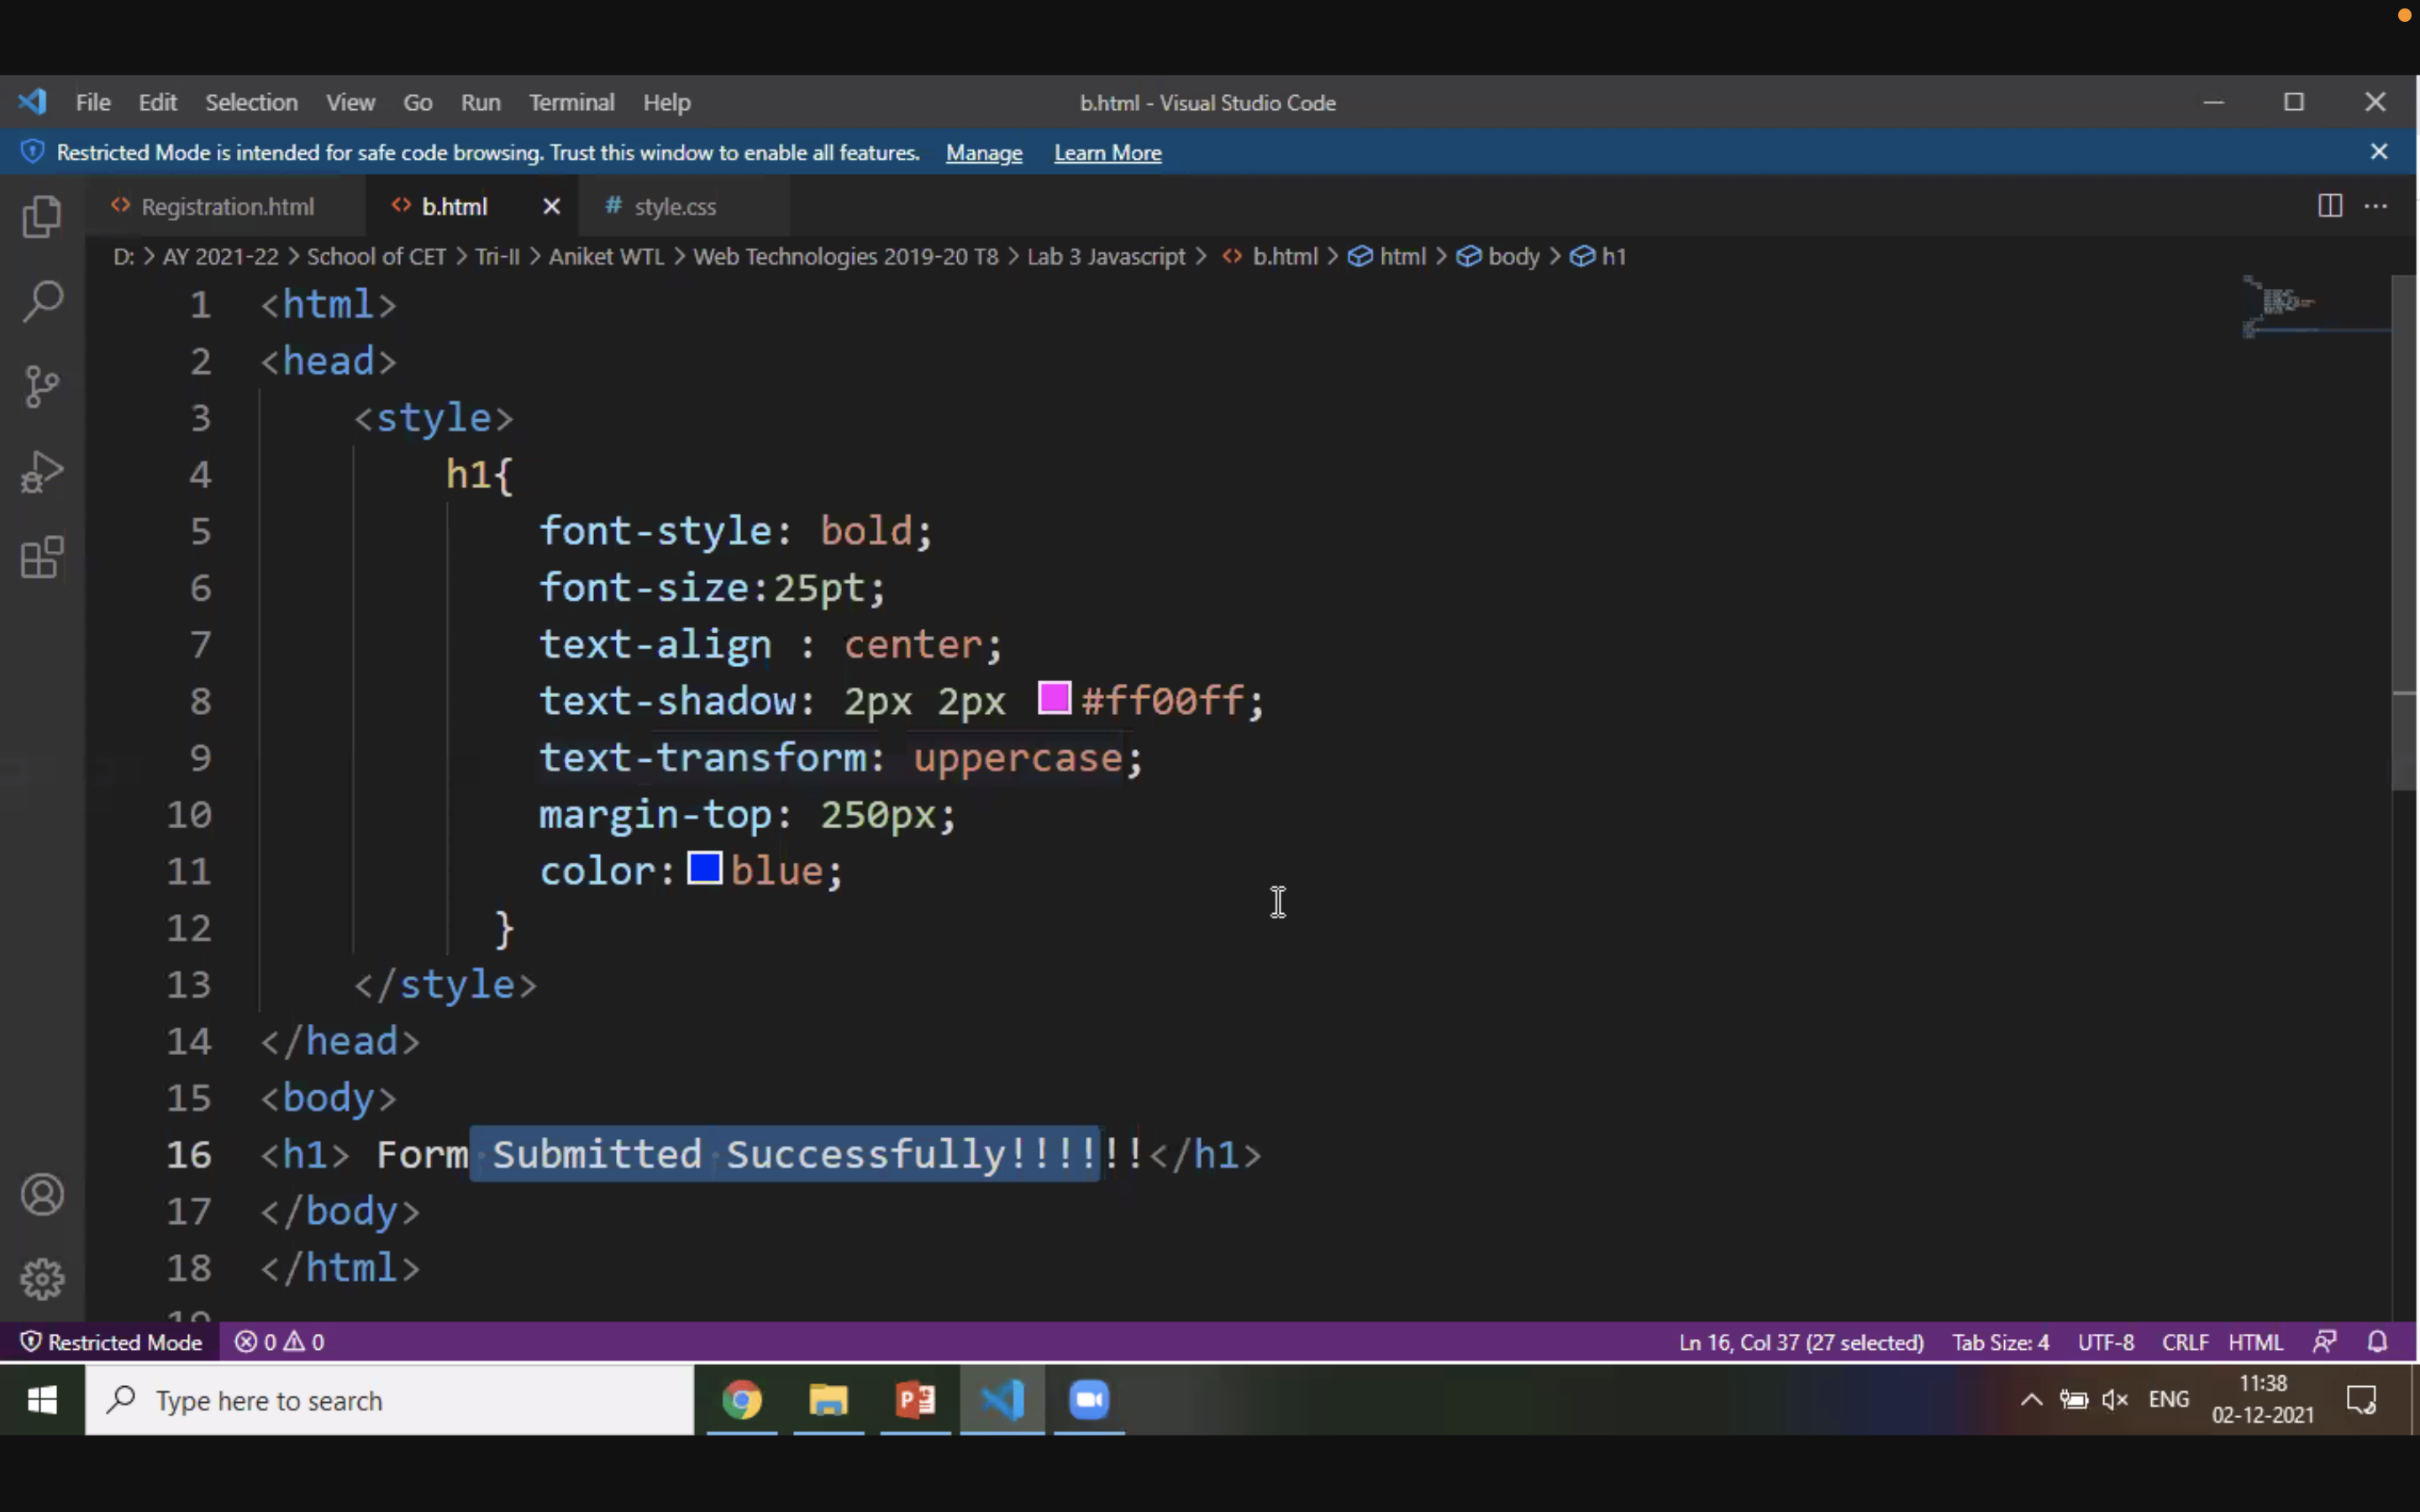 File Edit Selection View Go Run Terminal Help b.html - Visual Studio Code
Restricted Mode is intended for safe code browsing. Trust this window to enable all features. Manage Learn More
Registration.html b.html # style.css
D: > AY 2021-22 > School of CET > Tri-II > Aniket WTL > Web Technologies 2019-20 T8 > Lab 3 Javascript > b.html > html > body > h1
1 <html>
2 <head>
3 <style>
4 h1{
5 font-style: bold;
6 font-size:25pt;
7 text-align : center;
8 text-shadow: 2px 2px #ff00ff;
9 text-transform: uppercase;
10 margin-top: 250px;
11 color: blue;
12 }
13 </style>
14 </head>
15 <body>
16 <h1> Form Submitted Successfully!!!!!!</h1>
17 </body>
18 </html>
19
Restricted Mode 0 0 Ln 16, Col 37 (27 selected) Tab Size: 4 UTF-8 CRLF HTML
Type here to search ENG 11:38
02-12-2021